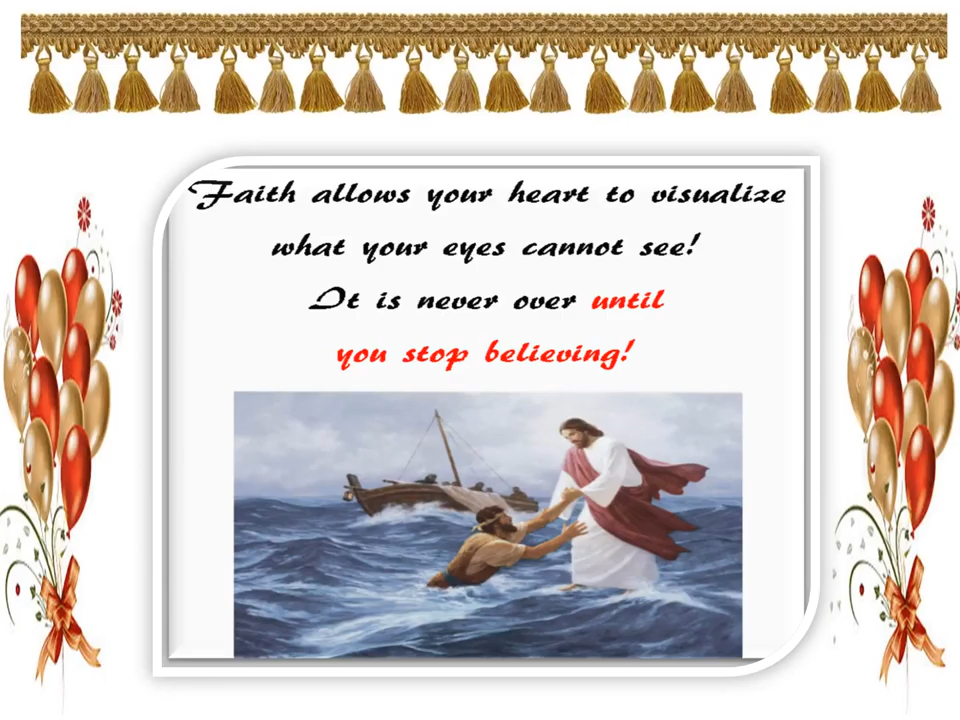 Faith allows your heart to visualize
what your eyes cannot see!
It is never over until
you stop believing!